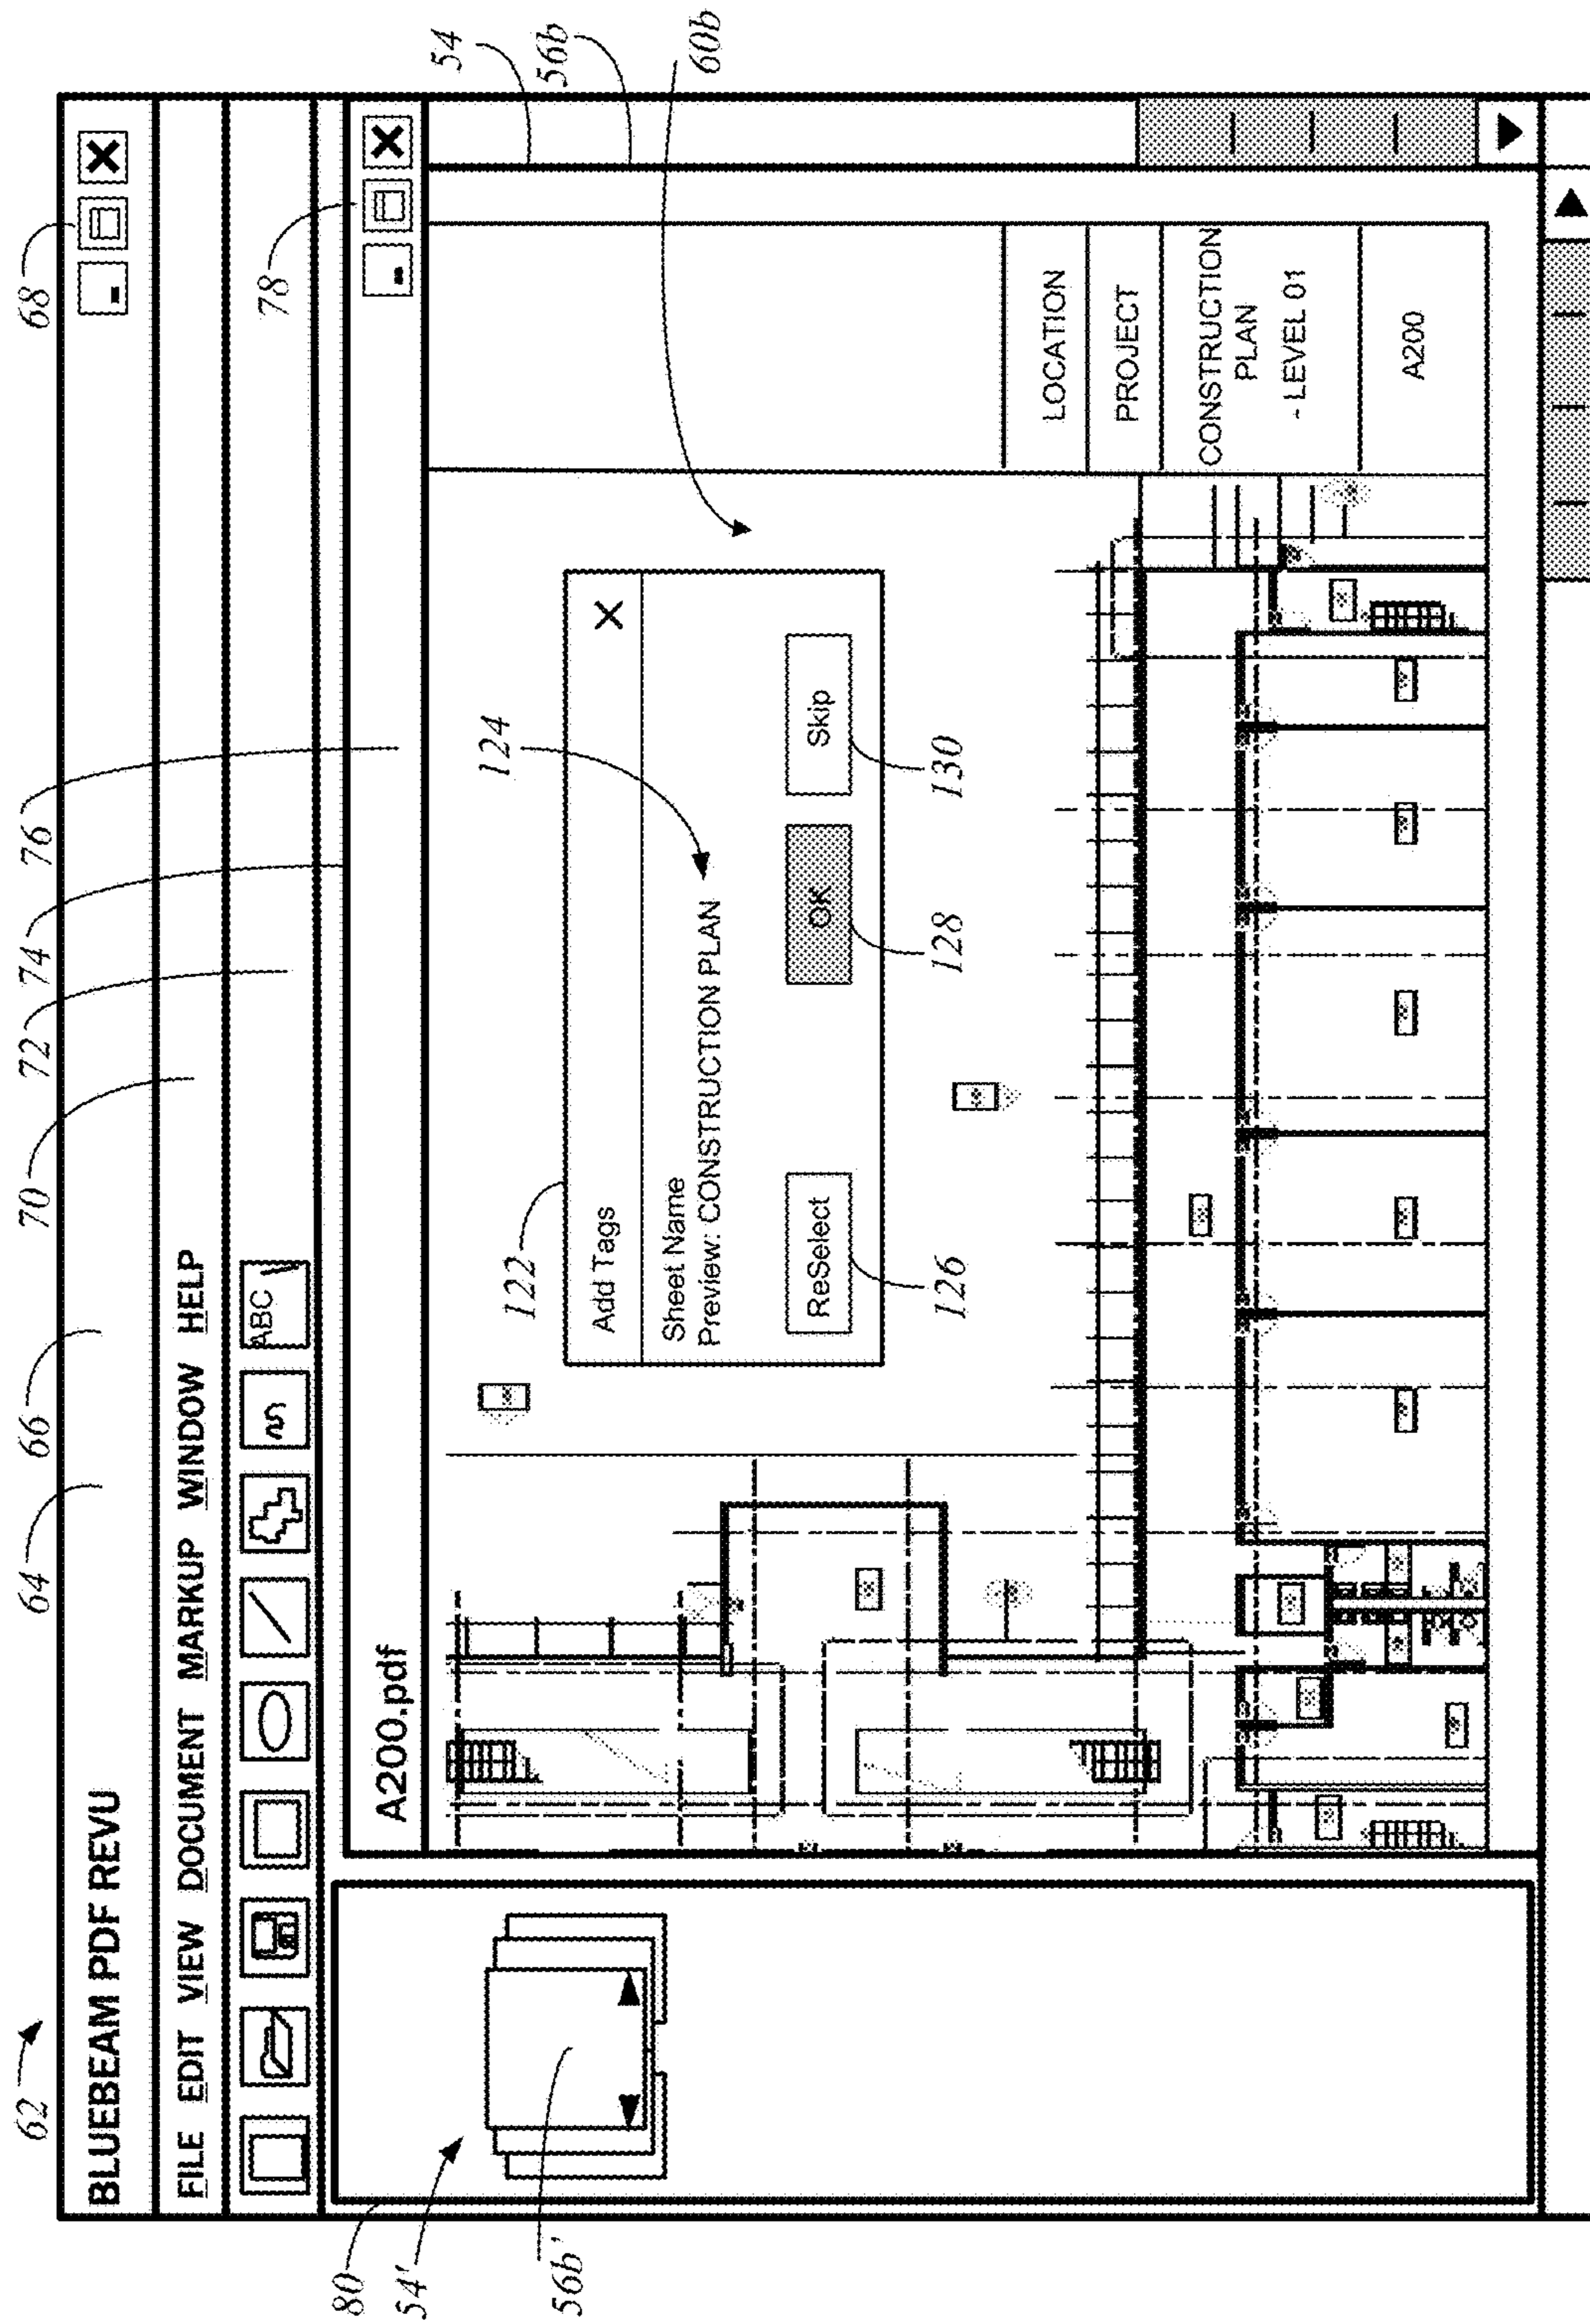 62
64
66
70
72
74
76
68
BLUEBEAM PDF REVU
FILE EDIT VIEW DOCUMENT MARKUP WINDOW HELP
ABC
78
A200.pdf
80
54'
56b'
54
56b
60b
122
124
Add Tags
Sheet Name
Preview: CONSTRUCTION PLAN
ReSelect
OK
Skip
126
128
130
LOCATION
PROJECT
CONSTRUCTION
PLAN
- LEVEL 01
A200